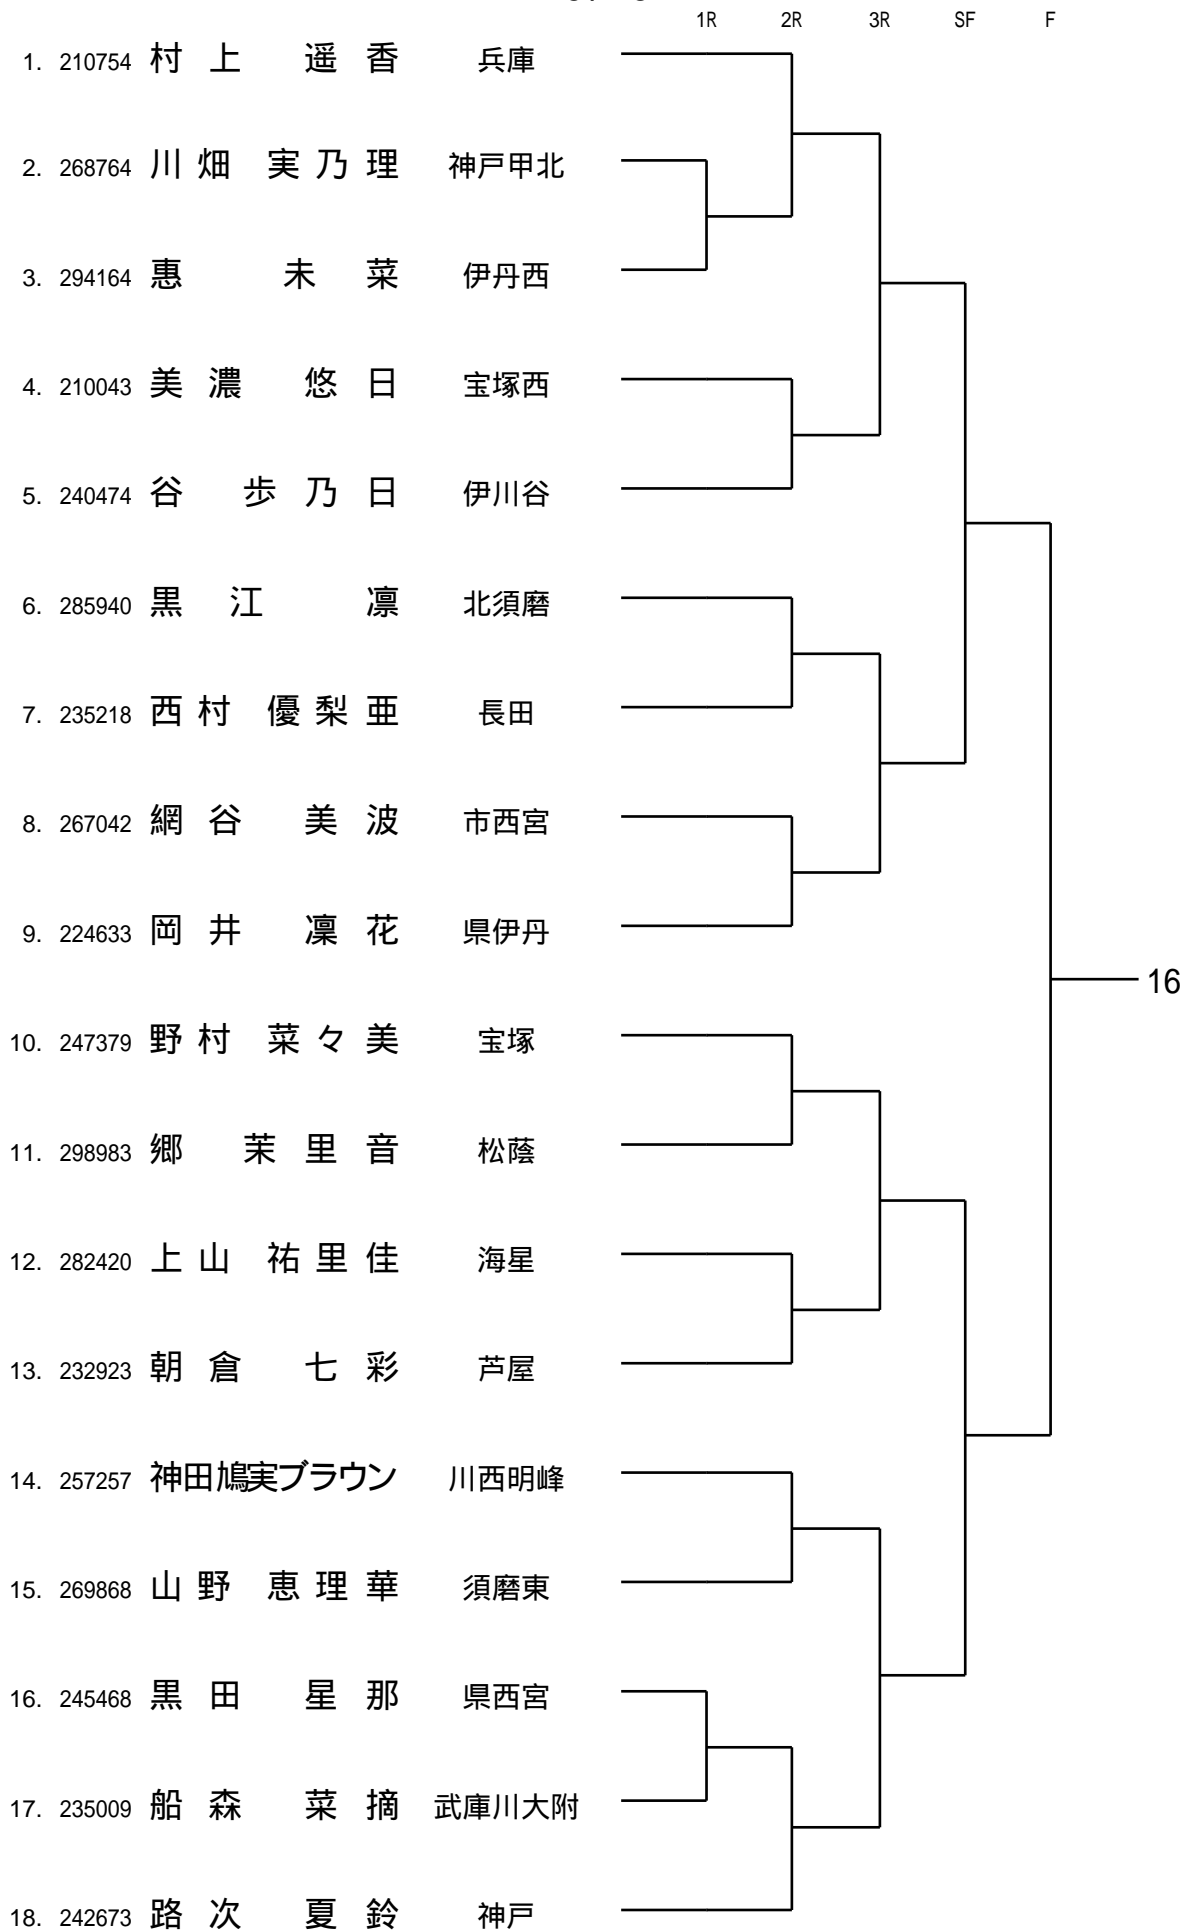 1R 2R 3R SF F
1. 210754 村上 遥香 兵庫
2. 268764 川畑 実乃理 神戸甲北
3. 294164 惠 未菜 伊丹西
4. 210043 美濃 悠日 宝塚西
5. 240474 谷 歩乃日 伊川谷
6. 285940 黒江 凛 北須磨
7. 235218 西村 優梨亜 長田
8. 267042 網谷 美波 市西宮
9. 224633 岡井 凜花 県伊丹
16
10. 247379 野村 菜々美 宝塚
11. 298983 郷 茉里音 松蔭
12. 282420 上山 祐里佳 海星
13. 232923 朝倉 七彩 芦屋
14. 257257 神田鳩実ブラウン 川西明峰
15. 269868 山野 恵理華 須磨東
16. 245468 黒田 星那 県西宮
17. 235009 船森 菜摘 武庫川大附
18. 242673 路次 夏鈴 神戸